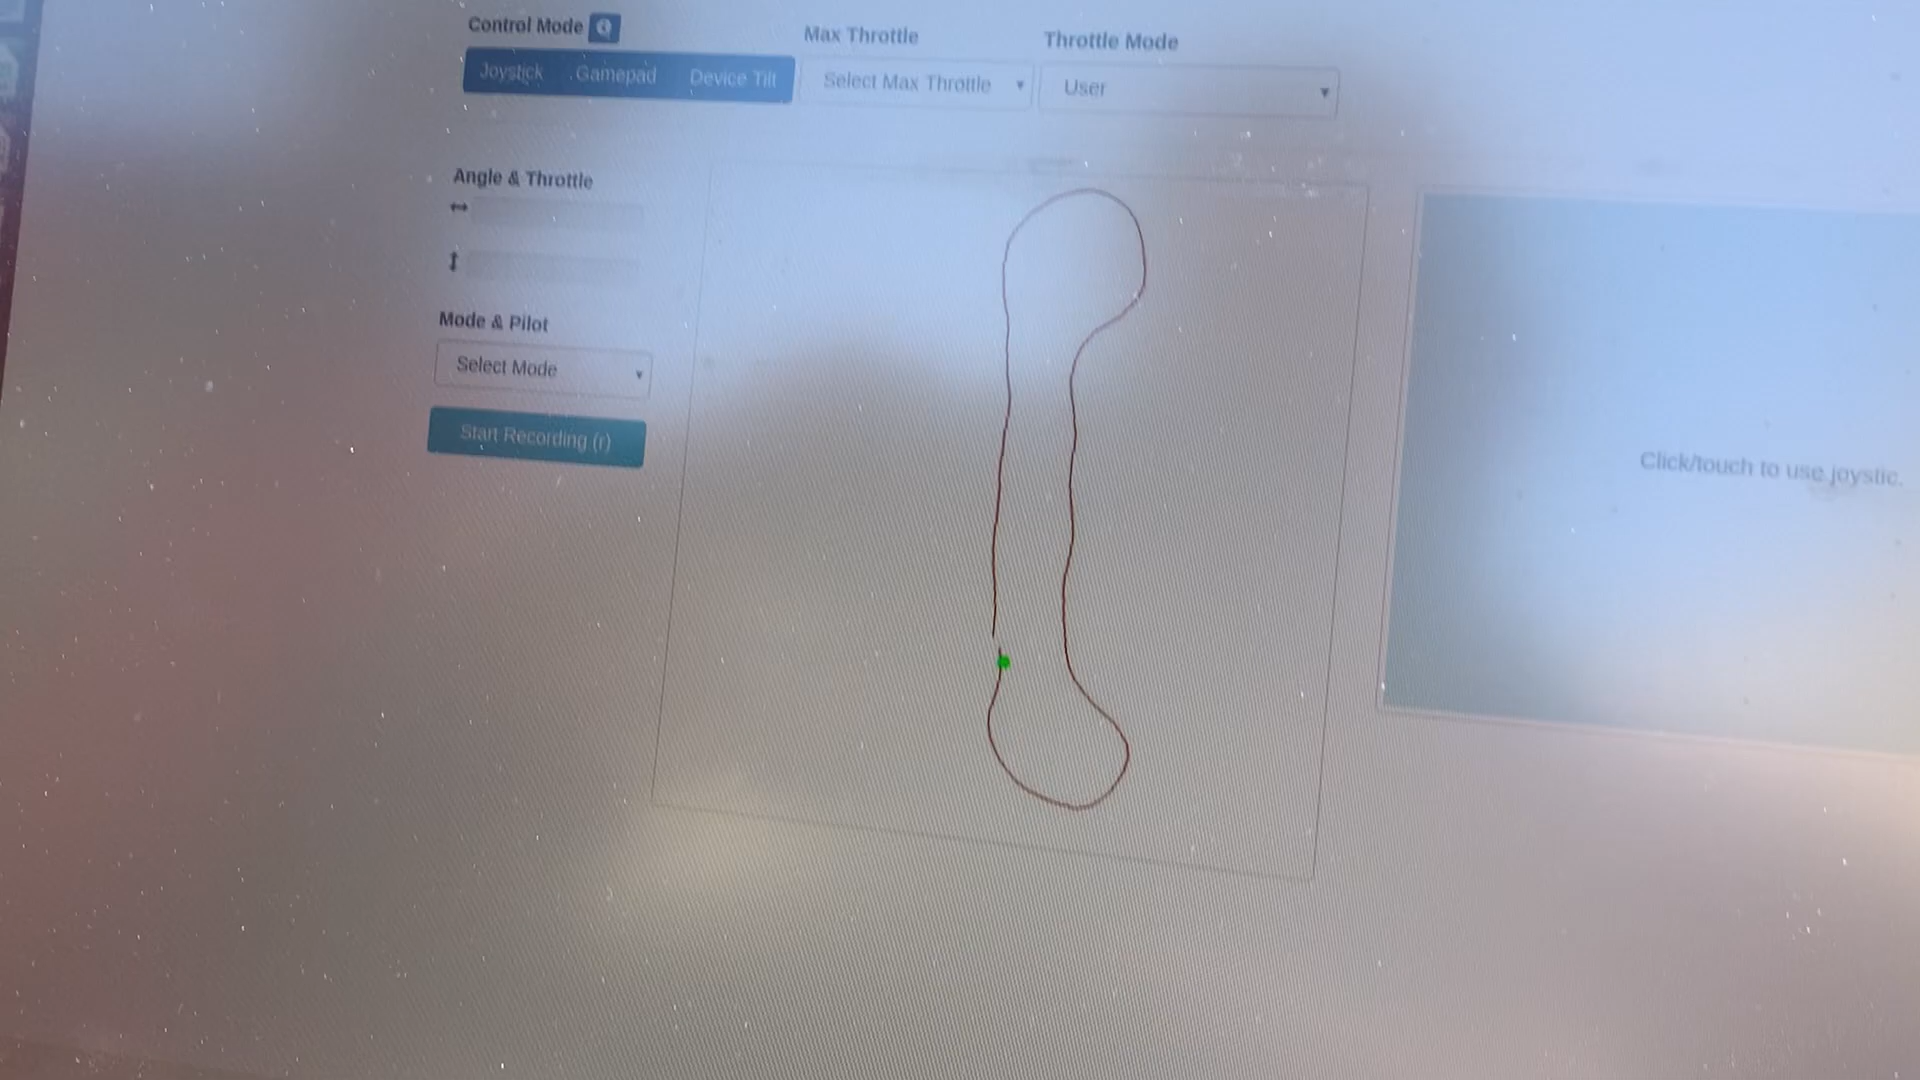 Control Mode
Joystick Gamepad Device Tilt
Max Throttle
Select Max Throttle
Throttle Mode
User
Angle & Throttle
Mode & Pilot
Select Mode
Start Recording (r)
Click/touch to use joystic.